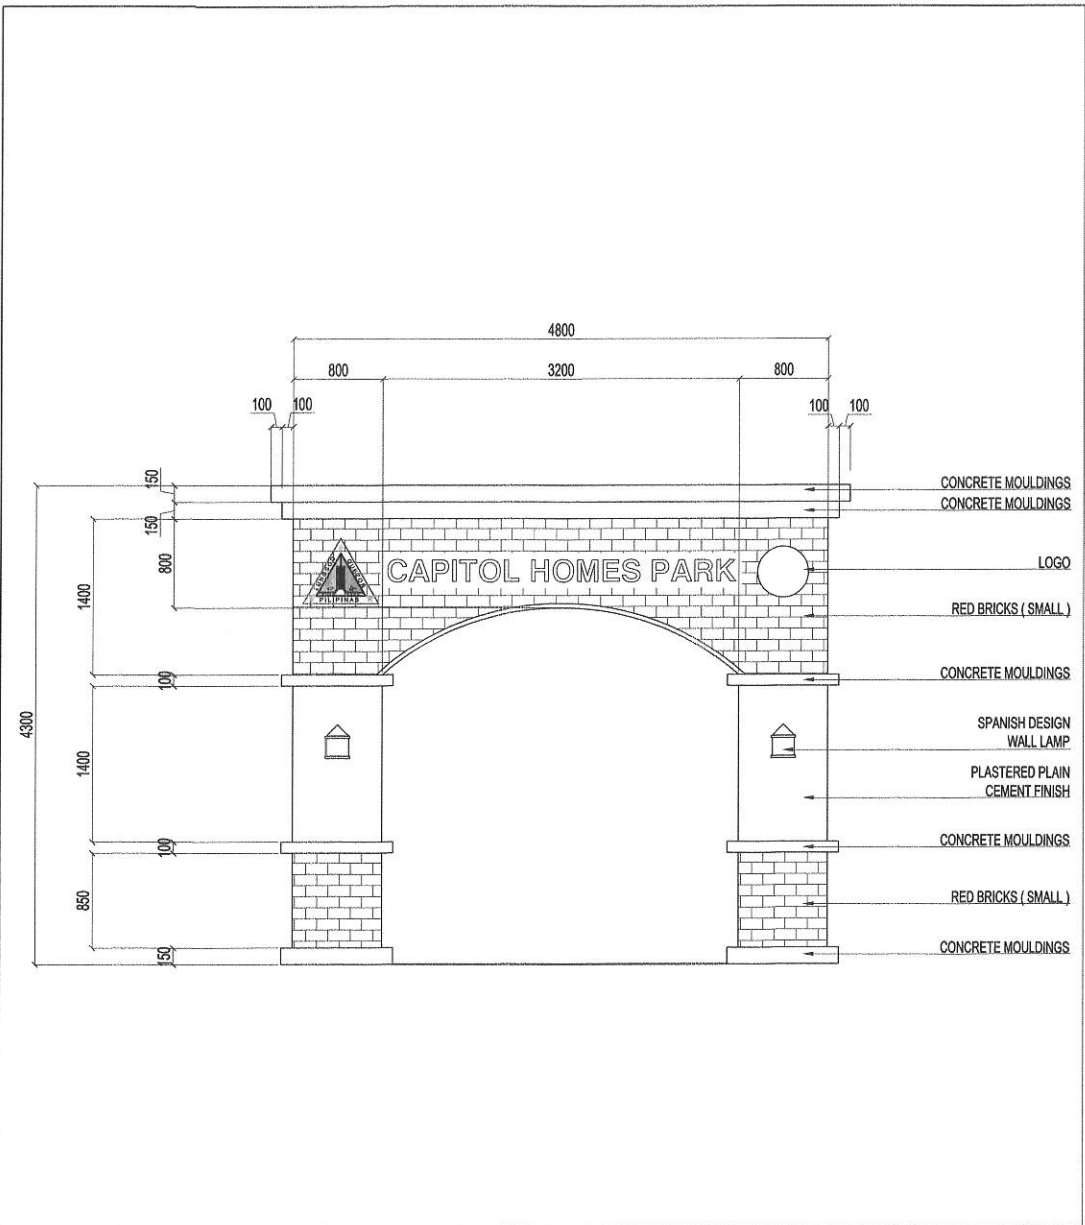 4800
800
3200
800
100
100
100
100
150
CONCRETE MOULDINGS
CONCRETE MOULDINGS
150
800
1400
CAPITOL HOMES PARK
LUNGSOD QUEZON
PILIPINAS
LOGO
RED BRICKS ( SMALL )
100
CONCRETE MOULDINGS
4300
1400
SPANISH DESIGN
WALL LAMP
PLASTERED PLAIN
CEMENT FINISH
100
CONCRETE MOULDINGS
850
RED BRICKS ( SMALL )
150
CONCRETE MOULDINGS